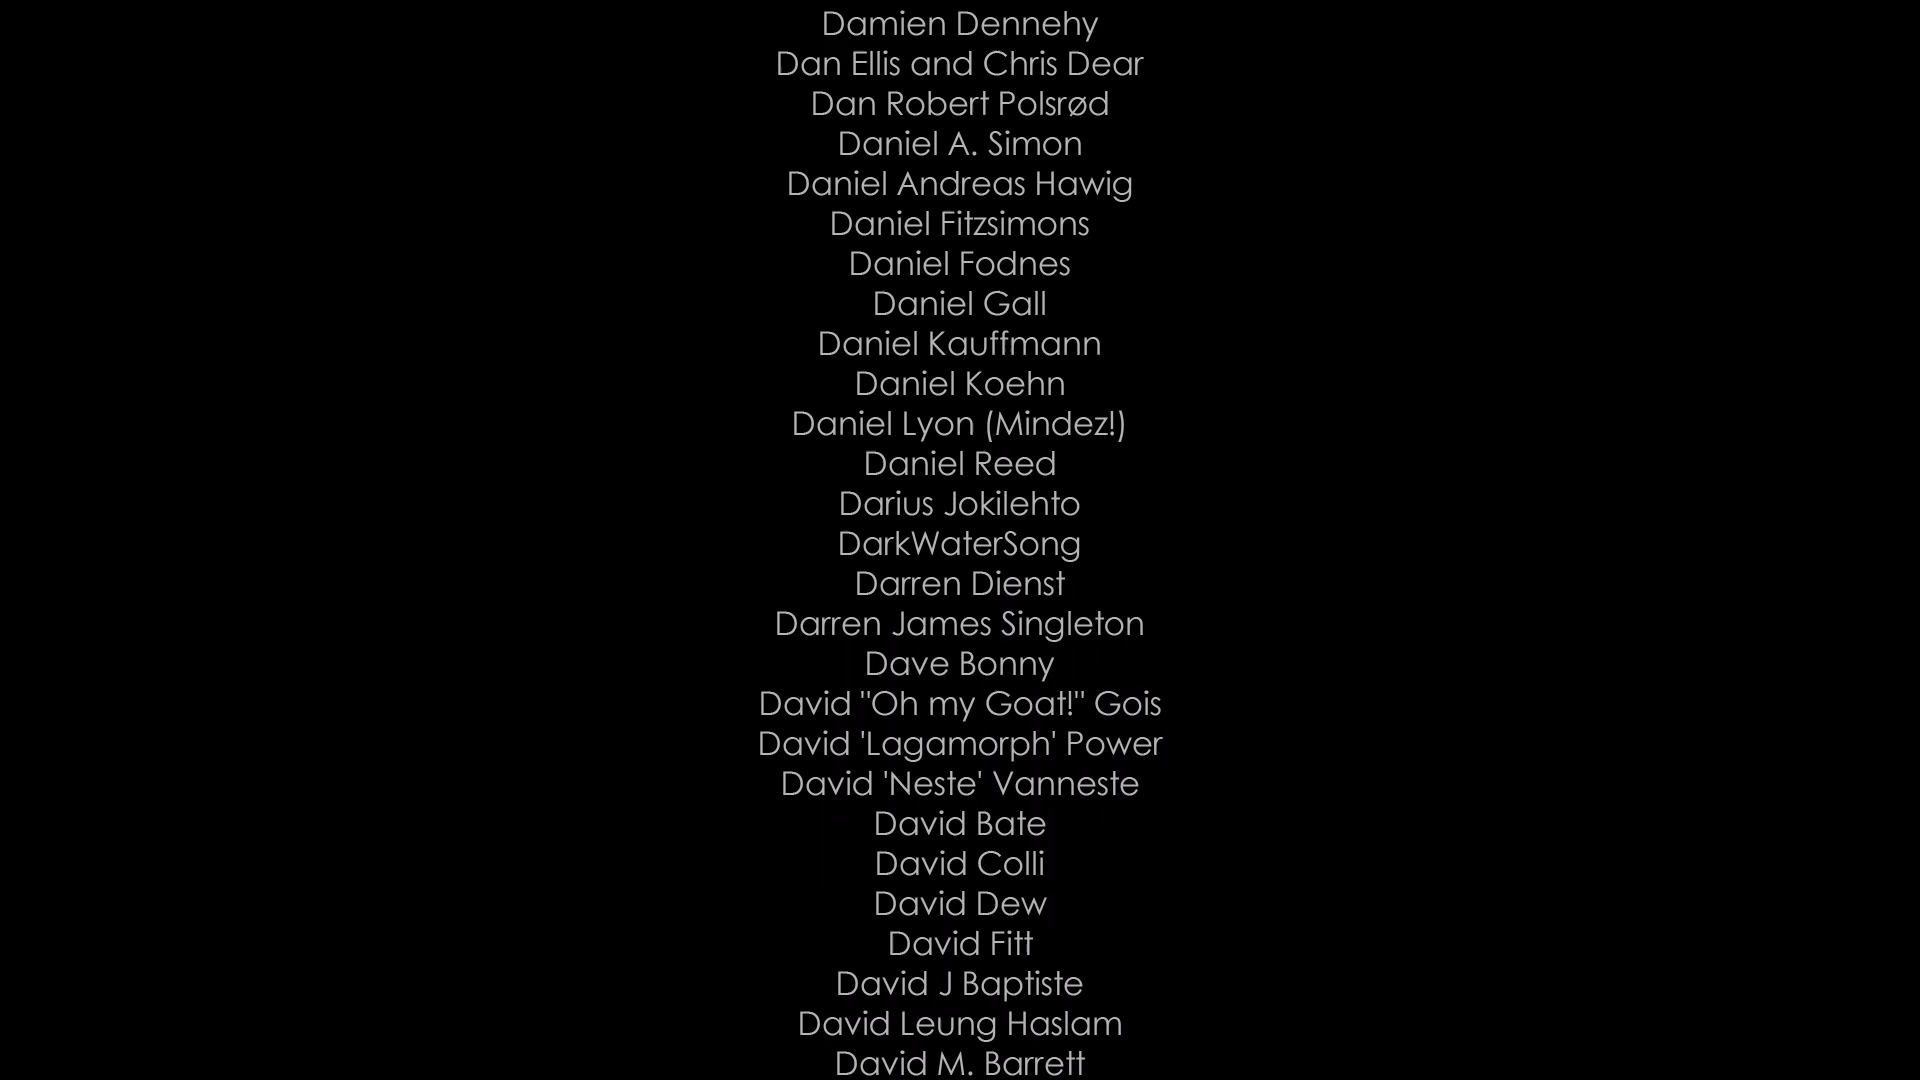 Damien Dennehy
Dan Ellis and Chris Dear
Dan Robert Polsrød
Daniel A. Simon
Daniel Andreas Hawig
Daniel Fitzsimons
Daniel Fodnes
Daniel Gall
Daniel Kauffmann
Daniel Koehn
Daniel Lyon (Mindez!)
Daniel Reed
Darius Jokilehto
DarkWaterSong
Darren Dienst
Darren James Singleton
Dave Bonny
David "Oh my Goat!" Gois
David 'Lagamorph' Power
David 'Neste' Vanneste
David Bate
David Colli
David Dew
David Fitt
David J Baptiste
David Leung Haslam
David M. Barrett